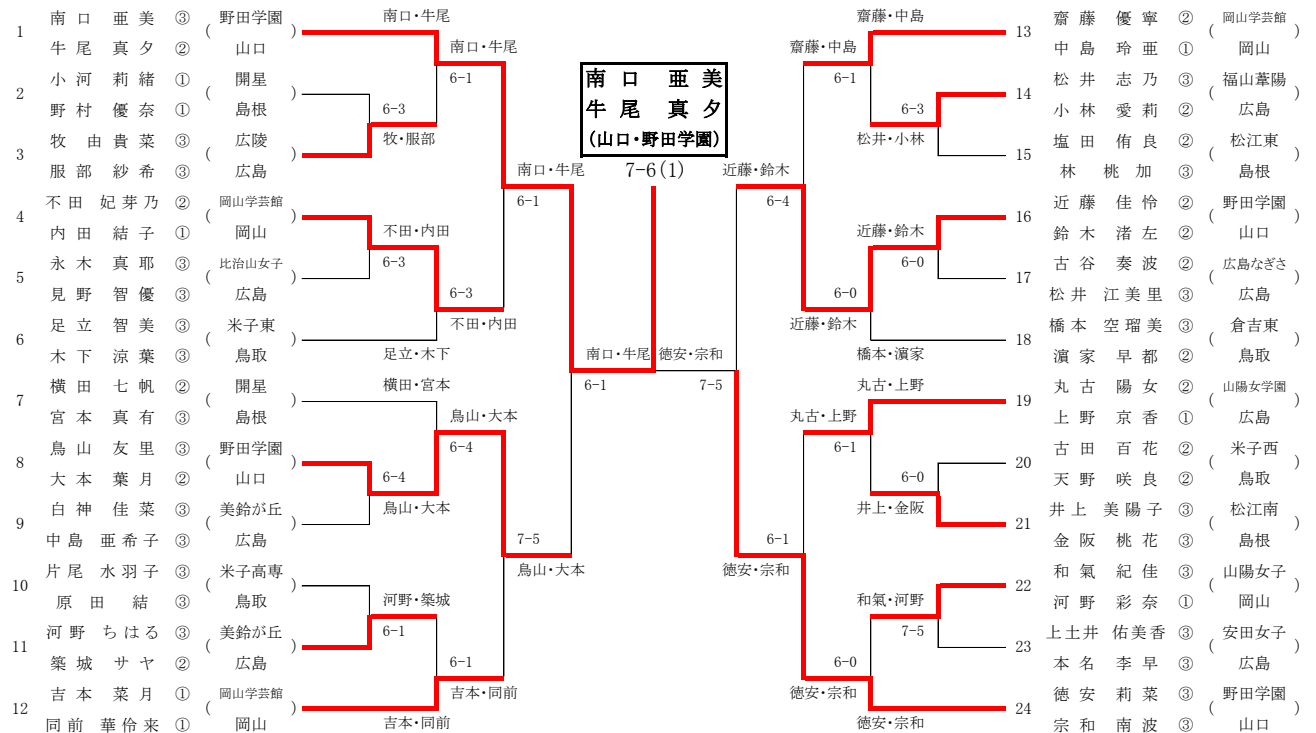 1
南口 亜美 ③ (野田学園)
牛尾 真夕 ② 山口
2
小河 莉緒 ① (開星)
野村 優奈 ① 島根
3
牧 由貴菜 ③ (広陵)
服部 紗希 ③ 広島
4
不田 妃芽乃 ② (岡山学芸館)
内田 結子 ① 岡山
5
永木 真耶 ③ (比治山女子)
見野 智優 ③ 広島
6
足立 智美 ③ (米子東)
木下 涼葉 ③ 鳥取
7
横田 七帆 ② (開星)
宮本 真有 ③ 島根
8
鳥山 友里 ③ (野田学園)
大本 葉月 ② 山口
9
白神 佳菜 ③ (美鈴が丘)
中島 亜希子 ③ 広島
10
片尾 水羽子 ③ (米子高専)
原田 結 ③ 鳥取
11
河野 ちはる ③ (美鈴が丘)
築城 サヤ ② 広島
12
吉本 菜月 ① (岡山学芸館)
同前 華伶来 ① 岡山
南口・牛尾
南口・牛尾
6-1
6-3
牧・服部
南口・牛尾
6-1
不田・内田
6-3
6-3
不田・内田
足立・木下
南口・牛尾
6-1
横田・宮本
鳥山・大本
6-4
6-4
鳥山・大本
7-5
鳥山・大本
河野・築城
6-1
6-1
吉本・同前
吉本・同前
南口 亜美
牛尾 真夕
(山口・野田学園)
7-6(1)
齋藤・中島
齋藤・中島
6-1
6-3
松井・小林
近藤・鈴木
6-4
近藤・鈴木
6-0
6-0
近藤・鈴木
橋本・濵家
徳安・宗和
7-5
丸古・上野
丸古・上野
6-1
6-0
井上・金阪
6-1
徳安・宗和
和氣・河野
7-5
6-0
徳安・宗和
徳安・宗和
13
齋藤 優寧 ② (岡山学芸館)
中島 玲亜 ① 岡山
14
松井 志乃 ③ (福山葦陽)
小林 愛莉 ② 広島
15
塩田 侑良 ② (松江東)
林 桃加 ③ 島根
16
近藤 佳怜 ② (野田学園)
鈴木 渚左 ② 山口
17
古谷 奏波 ② (広島なぎさ)
松井 江美里 ③ 広島
18
橋本 空瑠美 ③ (倉吉東)
濵家 早都 ② 鳥取
19
丸古 陽女 ② (山陽女学園)
上野 京香 ① 広島
20
古田 百花 ② (米子西)
天野 咲良 ② 鳥取
21
井上 美陽子 ③ (松江南)
金阪 桃花 ③ 島根
22
和氣 紀佳 ③ (山陽女子)
河野 彩奈 ① 岡山
23
上土井 佑美香 ③ (安田女子)
本名 李早 ③ 広島
24
徳安 莉菜 ③ (野田学園)
宗和 南波 ③ 山口